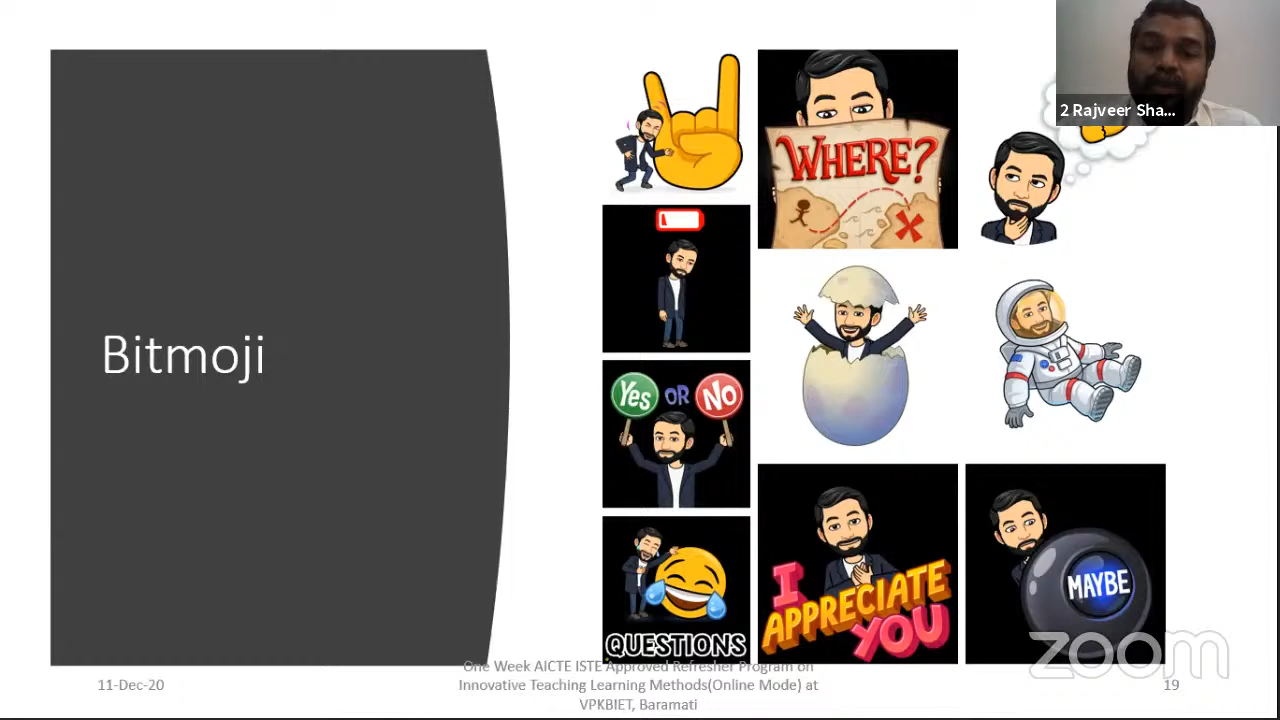 2 Rajveer Sha...
WHERE?
Bitmoji
Yes OR No
QUESTIONS
I
APPRECIATE
YOU
MAYBE
zoom
11-Dec-20
One Week AICTE ISTE Approved Refresher Program on
Innovative Teaching Learning Methods(Online Mode) at
VPKBIET, Baramati
19